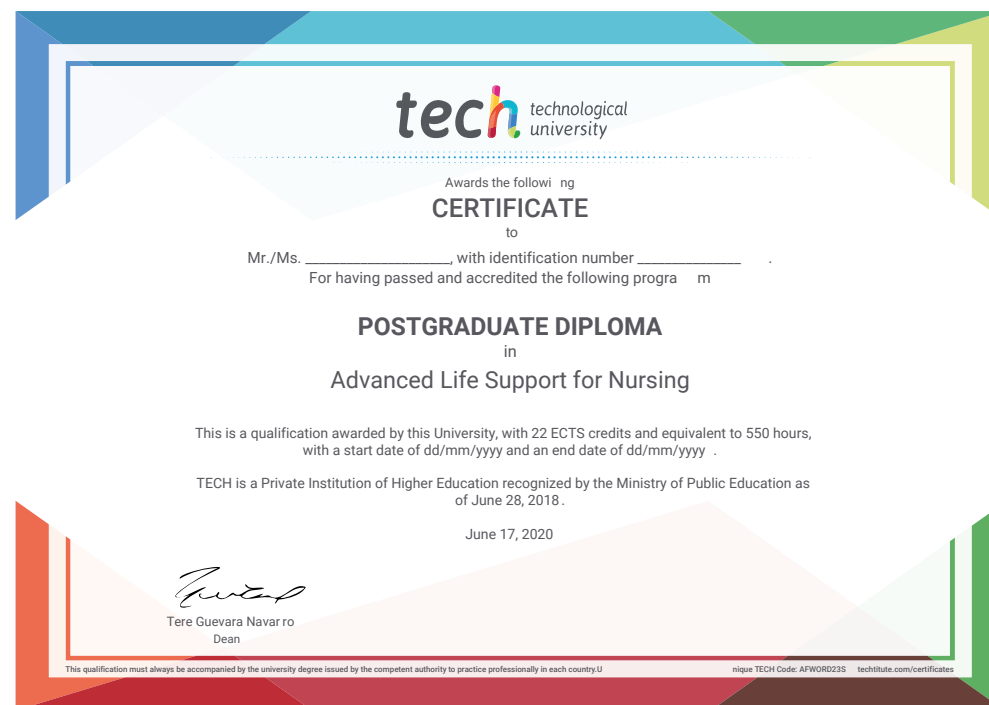 tech technological
university
Awards the followi ng
CERTIFICATE
to
Mr./Ms. _____________________, with identification number _______________ .
For having passed and accredited the following progra m
POSTGRADUATE DIPLOMA
in
Advanced Life Support for Nursing
This is a qualification awarded by this University, with 22 ECTS credits and equivalent to 550 hours,
with a start date of dd/mm/yyyy and an end date of dd/mm/yyyy .
TECH is a Private Institution of Higher Education recognized by the Ministry of Public Education as
of June 28, 2018.
June 17, 2020
Tere Guevara Navar ro
Dean
This qualification must always be accompanied by the university degree issued by the competent authority to practice professionally in each country.U nique TECH Code: AFWORD23S techtitute.com/certificates